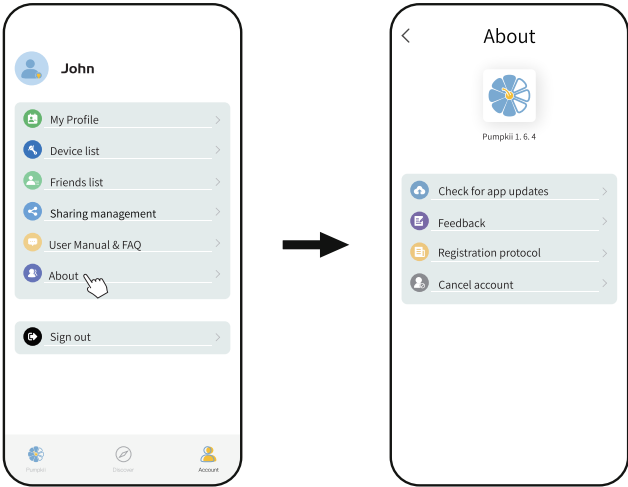 John
My Profile
Device list
Friends list
Sharing management
User Manual & FAQ
About
Sign out
Pumpkii
Discover
Account
About
Pumpkii 1. 6. 4
Check for app updates
Feedback
Registration protocol
Cancel account